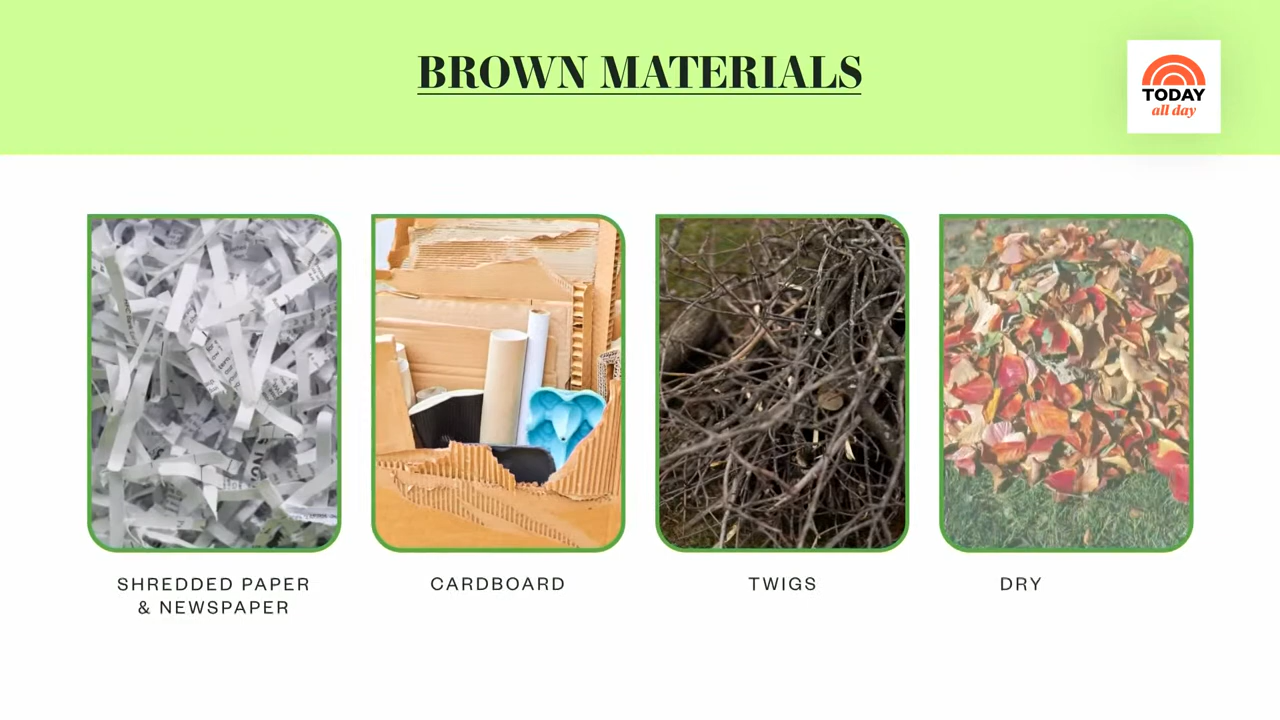 BROWN MATERIALS
TODAY
all day
SHREDDED PAPER
& NEWSPAPER
CARDBOARD
TWIGS
DRY